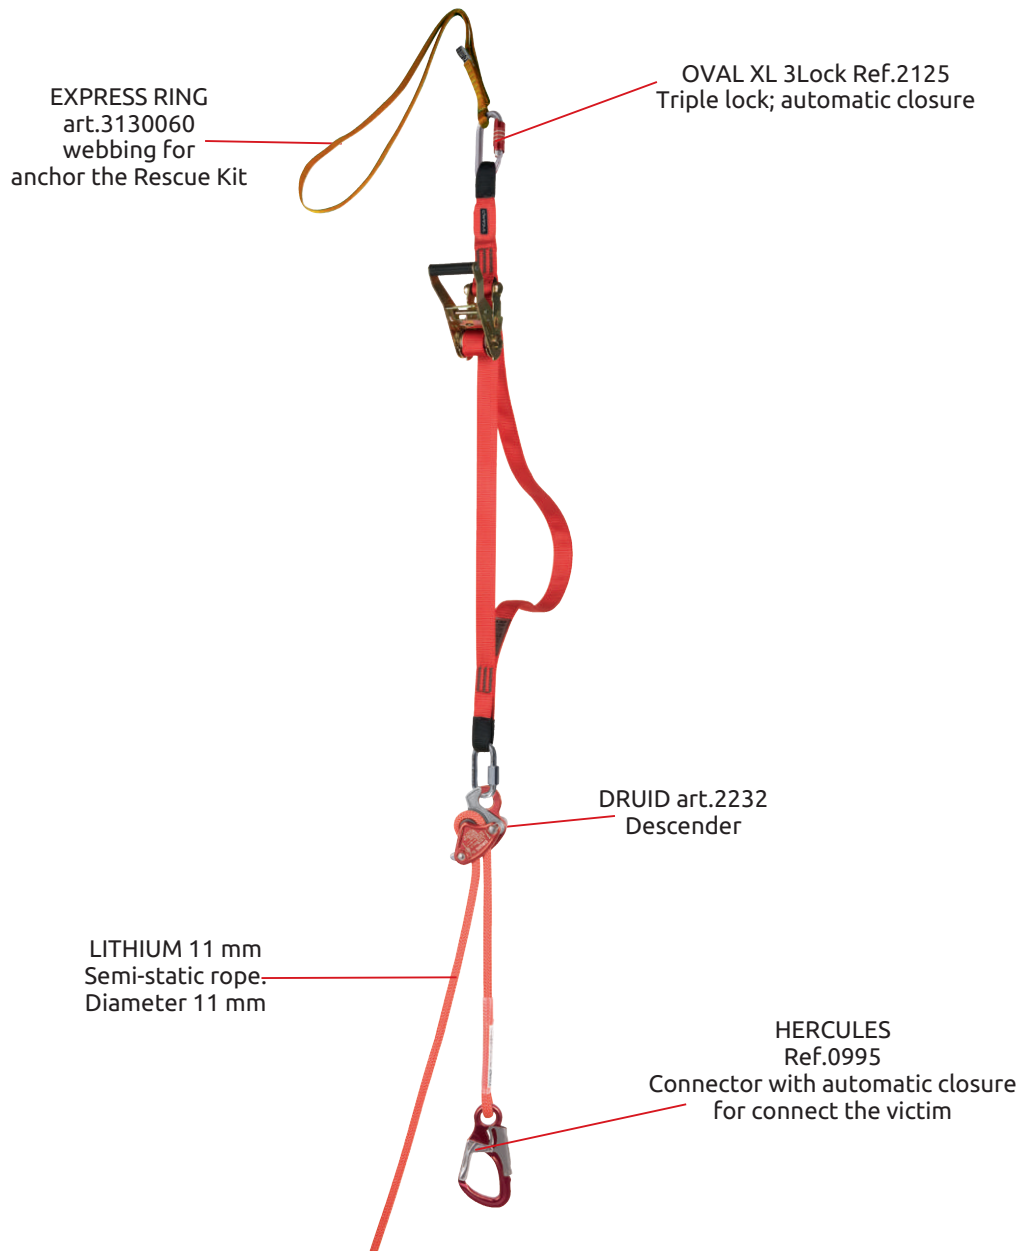 EXPRESS RING
art.3130060
webbing for
anchor the Rescue Kit
OVAL XL 3Lock Ref.2125
Triple lock; automatic closure
DRUID art.2232
Descender
LITHIUM 11 mm
Semi-static rope.
Diameter 11 mm
HERCULES
Ref.0995
Connector with automatic closure
for connect the victim